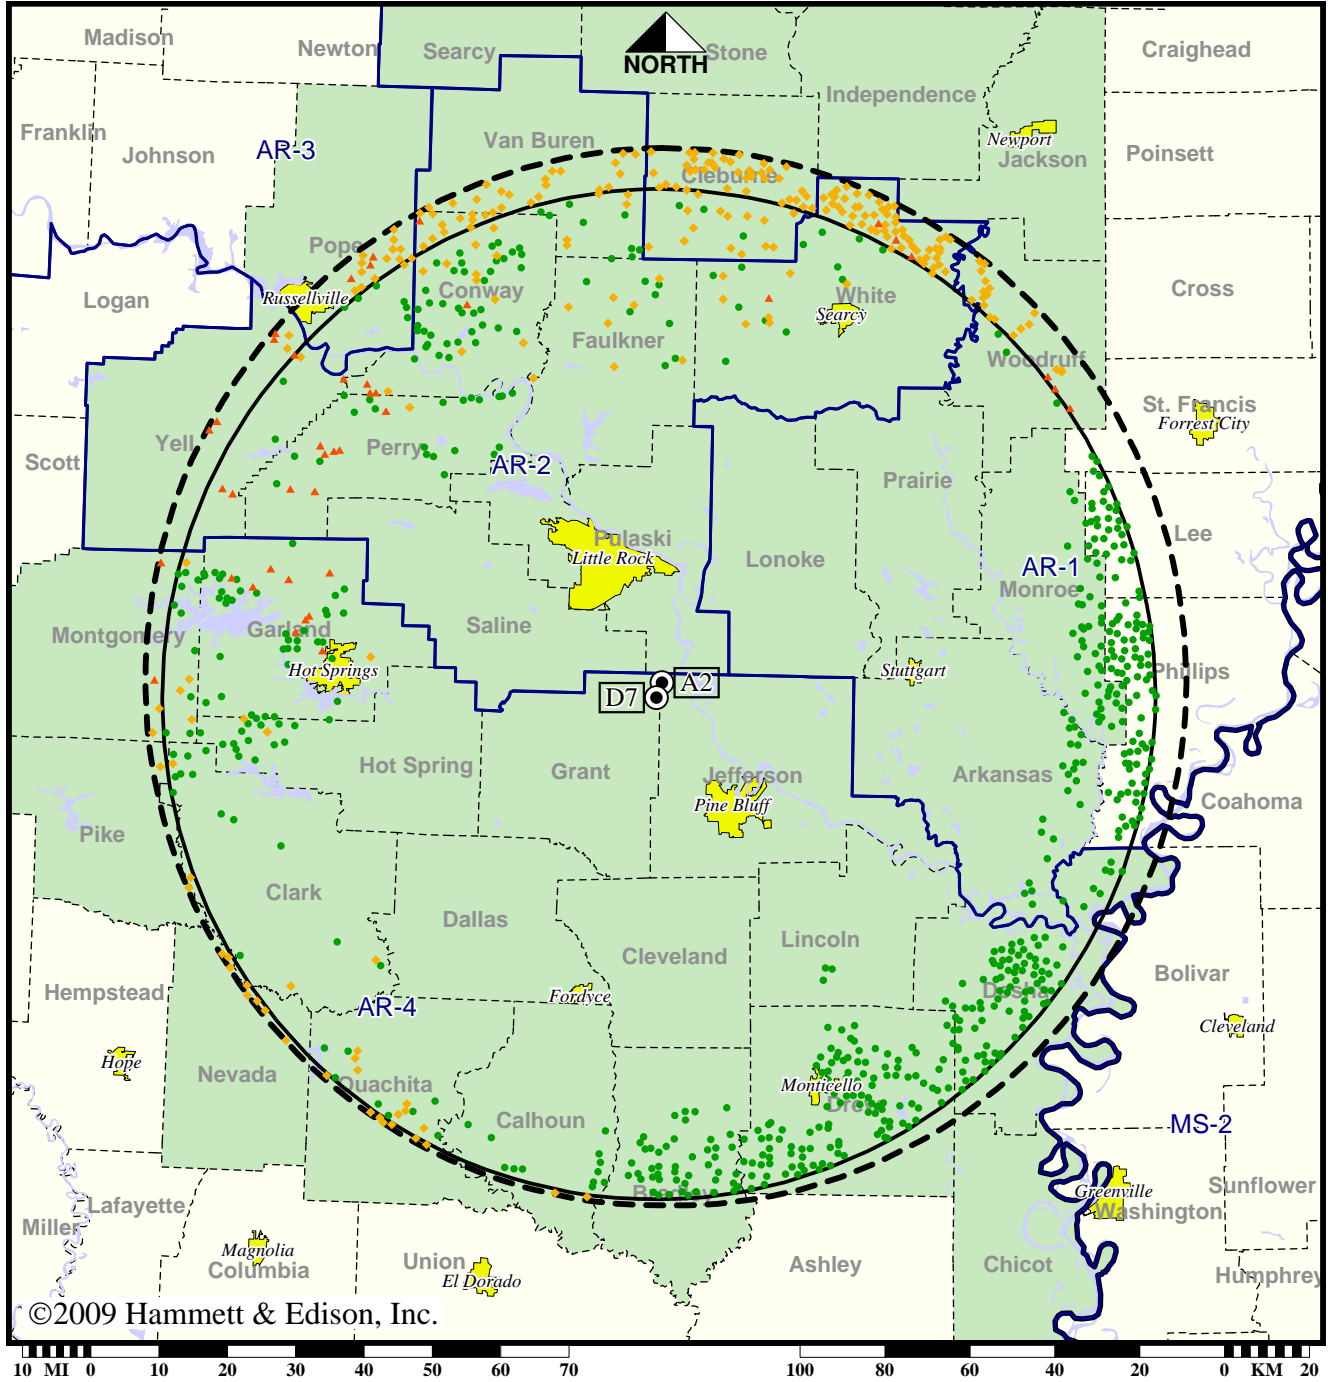 Madison
Newton
Searcy
Stone
Craighead
NORTH
Independence
Franklin
Johnson
AR-3
Van Buren
Newport
Jackson
Poinsett
Cleburne
Pope
Logan
Russellville
Conway
White
Searcy
Cross
Faulkner
Woodruff
St. Francis
Forrest City
Yell
Scott
Perry
AR-2
Prairie
Pulaski
Little Rock
Lonoke
Lee
AR-1
Monroe
Montgomery
Garland
Saline
Hot Springs
Stuttgart
Phillips
D7
A2
Hot Spring
Grant
Jefferson
Arkansas
Pine Bluff
Coahoma
Pike
Clark
Dallas
Lincoln
Cleveland
Bolivar
Hempstead
Desha
AR-4
Fordyce
Cleveland
Hope
Nevada
Ouachita
Monticello
Drew
Calhoun
MS-2
Bradley
Greenville
Sunflower
Washington
Lafayette
Miller
Magnolia
Columbia
Union
El Dorado
Ashley
Chicot
Humphrey
©2009 Hammett & Edison, Inc.
10 MI 0 10 20 30 40 50 60 70 100 80 60 40 20 0 KM 20